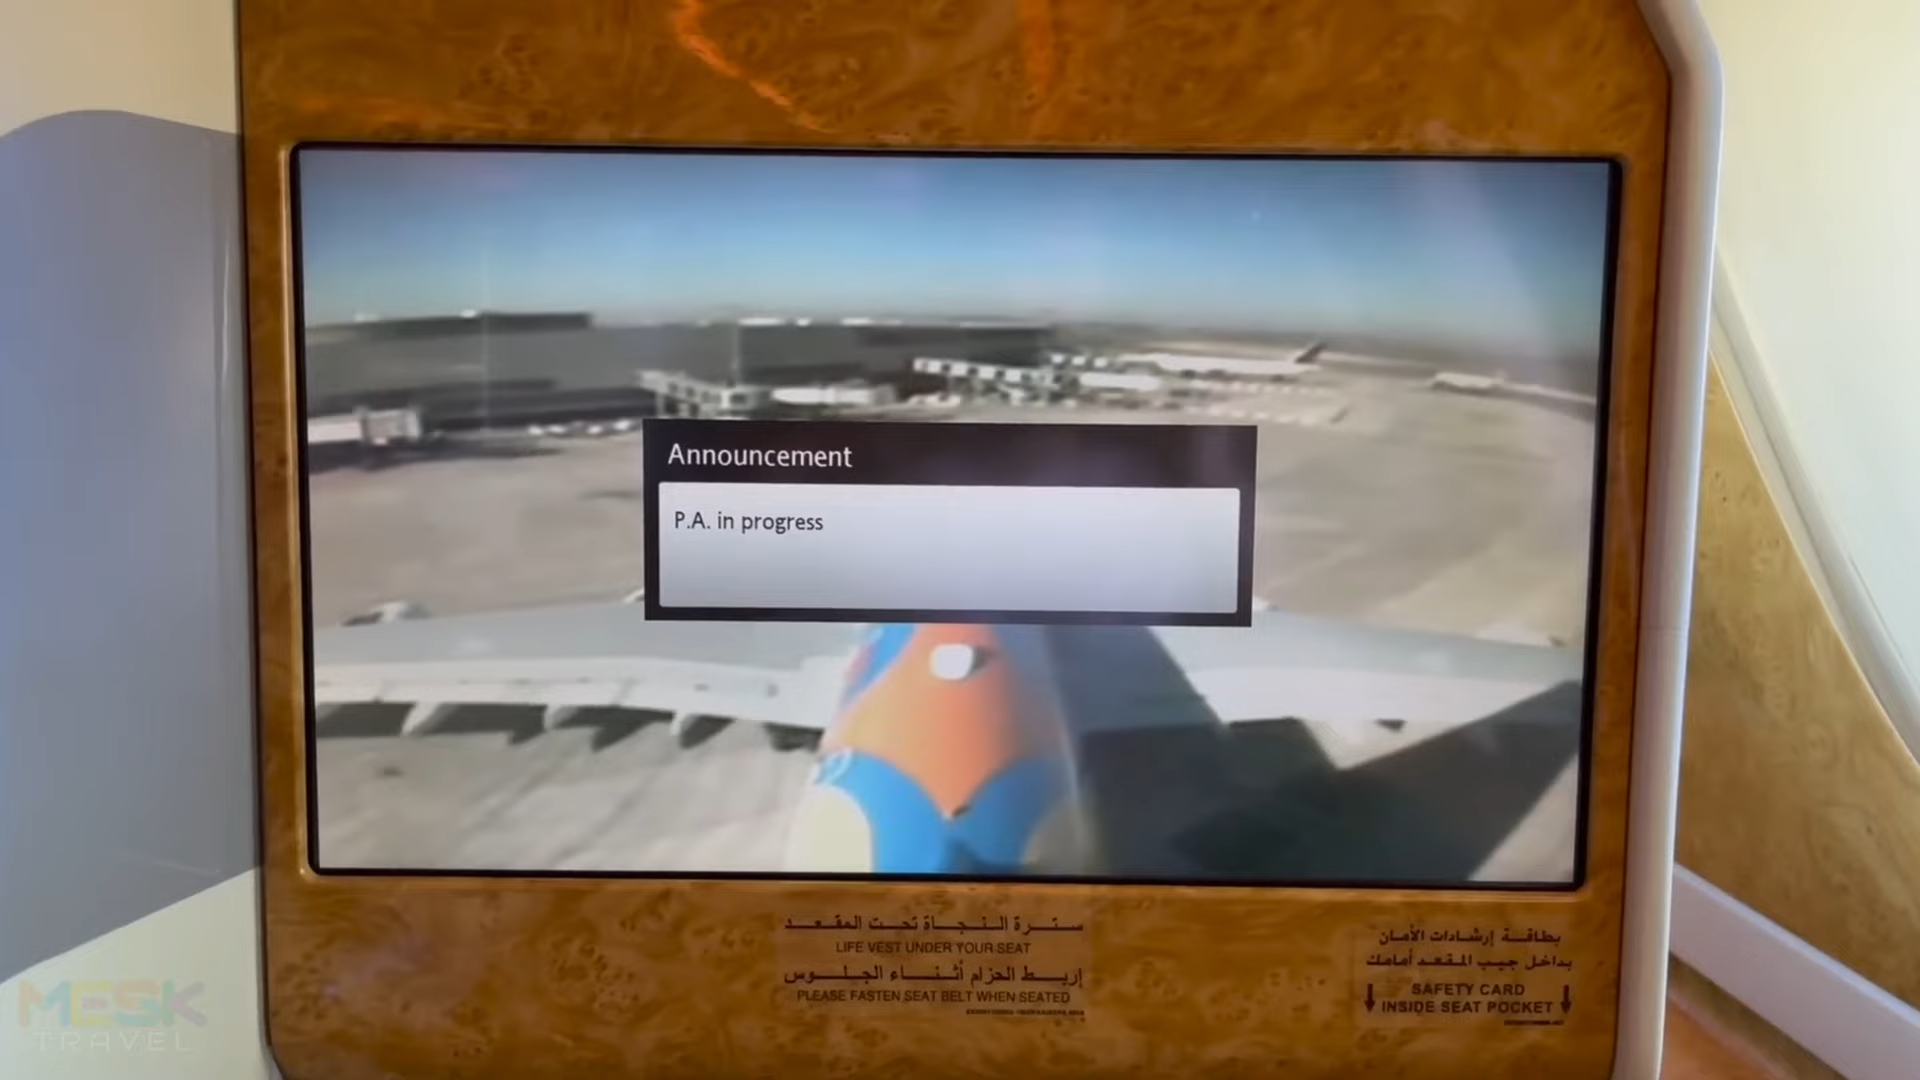 Announcement
P.A. in progress
سترة النجاة تحت المقعد
LIFE VEST UNDER YOUR SEAT
إربط الحزام أثناء الجلوس
PLEASE FASTEN SEAT BELT WHEN SEATED
بطاقة إرشادات الأمان
بداخل جيب المقعد أمامك
SAFETY CARD
INSIDE SEAT POCKET
MESK
TRAVEL